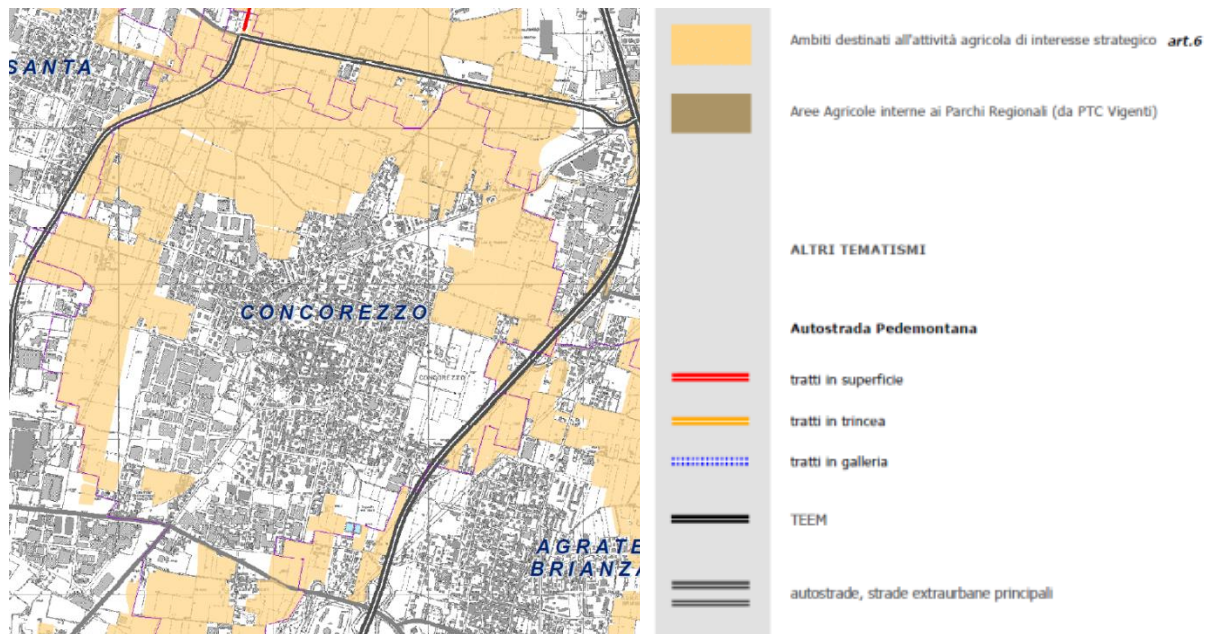 SANTA
CONCOREZZO
CONCOREZZO
AGRATE
BRIANZA
Ambiti destinati all'attività agricola di interesse strategico art.6
Aree Agricole interne ai Parchi Regionali (da PTC Vigenti)
ALTRI TEMATISMI
Autostrada Pedemontana
tratti in superficie
tratti in trincea
tratti in galleria
TEEM
autostrade, strade extraurbane principali